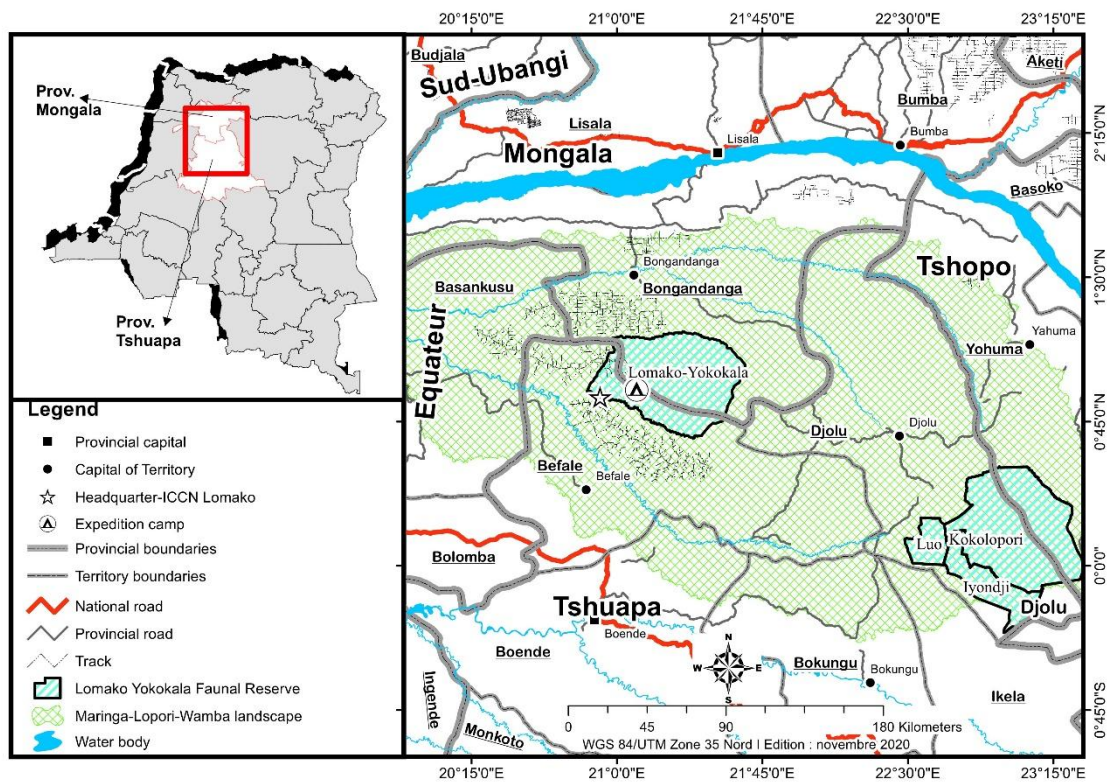 20°15'0"E 21°0'0"E 21°45'0"E 22°30'0"E 23°15'0"E
Prov.
Mongala
Prov.
Tshuapa
Legend
Provincial capital
Capital of Territory
Headquarter-ICCN Lomako
Expedition camp
Provincial boundaries
Territory boundaries
National road
Provincial road
Track
Lomako Yokokala Faunal Reserve
Maringa-Lopori-Wamba landscape
Water body
Budjala
Sud-Ubangi
Aketi
Bumba
Lisala
Lisala
Bumba
Mongala
Basoko
Bongandanga
Tshopo
Basankusu
Bongandanga
Yahuma
Yohuma
Equateur
Lomako-Yokokala
Djolu
Djolu
Befale
Befale
Luo
Kokolopori
Bolomba
Iyondji
Djolu
Tshuapa
Boende
Boende
N
W
E
S
Bokungu
Bokungu
Ikela
Ingende
Monkoto
0 45 90 180 Kilometers
WGS 84/UTM Zone 35 Nord I Edition : novembre 2020
2°15'0"N
1°30'0"N
0°45'0"N
0°0'0"
0°45'0"S
20°15'0"E 21°0'0"E 21°45'0"E 22°30'0"E 23°15'0"E